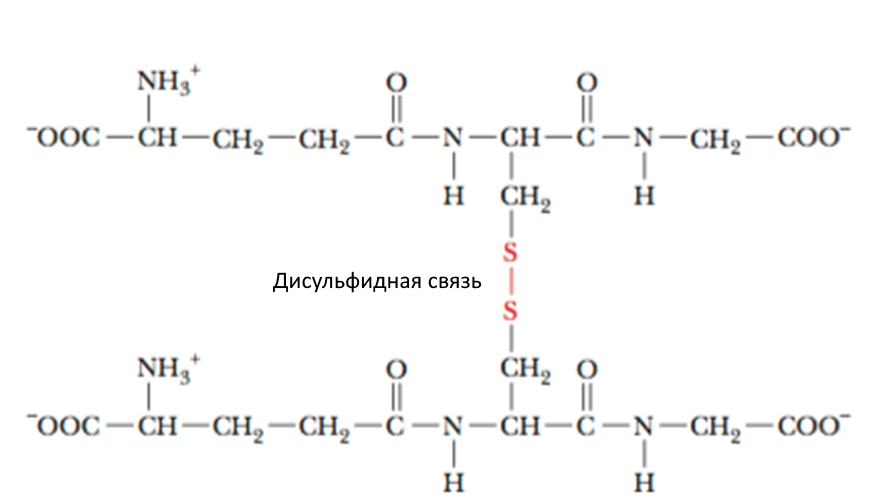 NH₃⁺ O O
⁻OOC—CH—CH₂—CH₂—C—N—CH—C—N—CH₂—COO⁻
H CH₂ H
S
Дисульфидная связь
S
NH₃⁺ O CH₂ O
⁻OOC—CH—CH₂—CH₂—C—N—CH—C—N—CH₂—COO⁻
H H